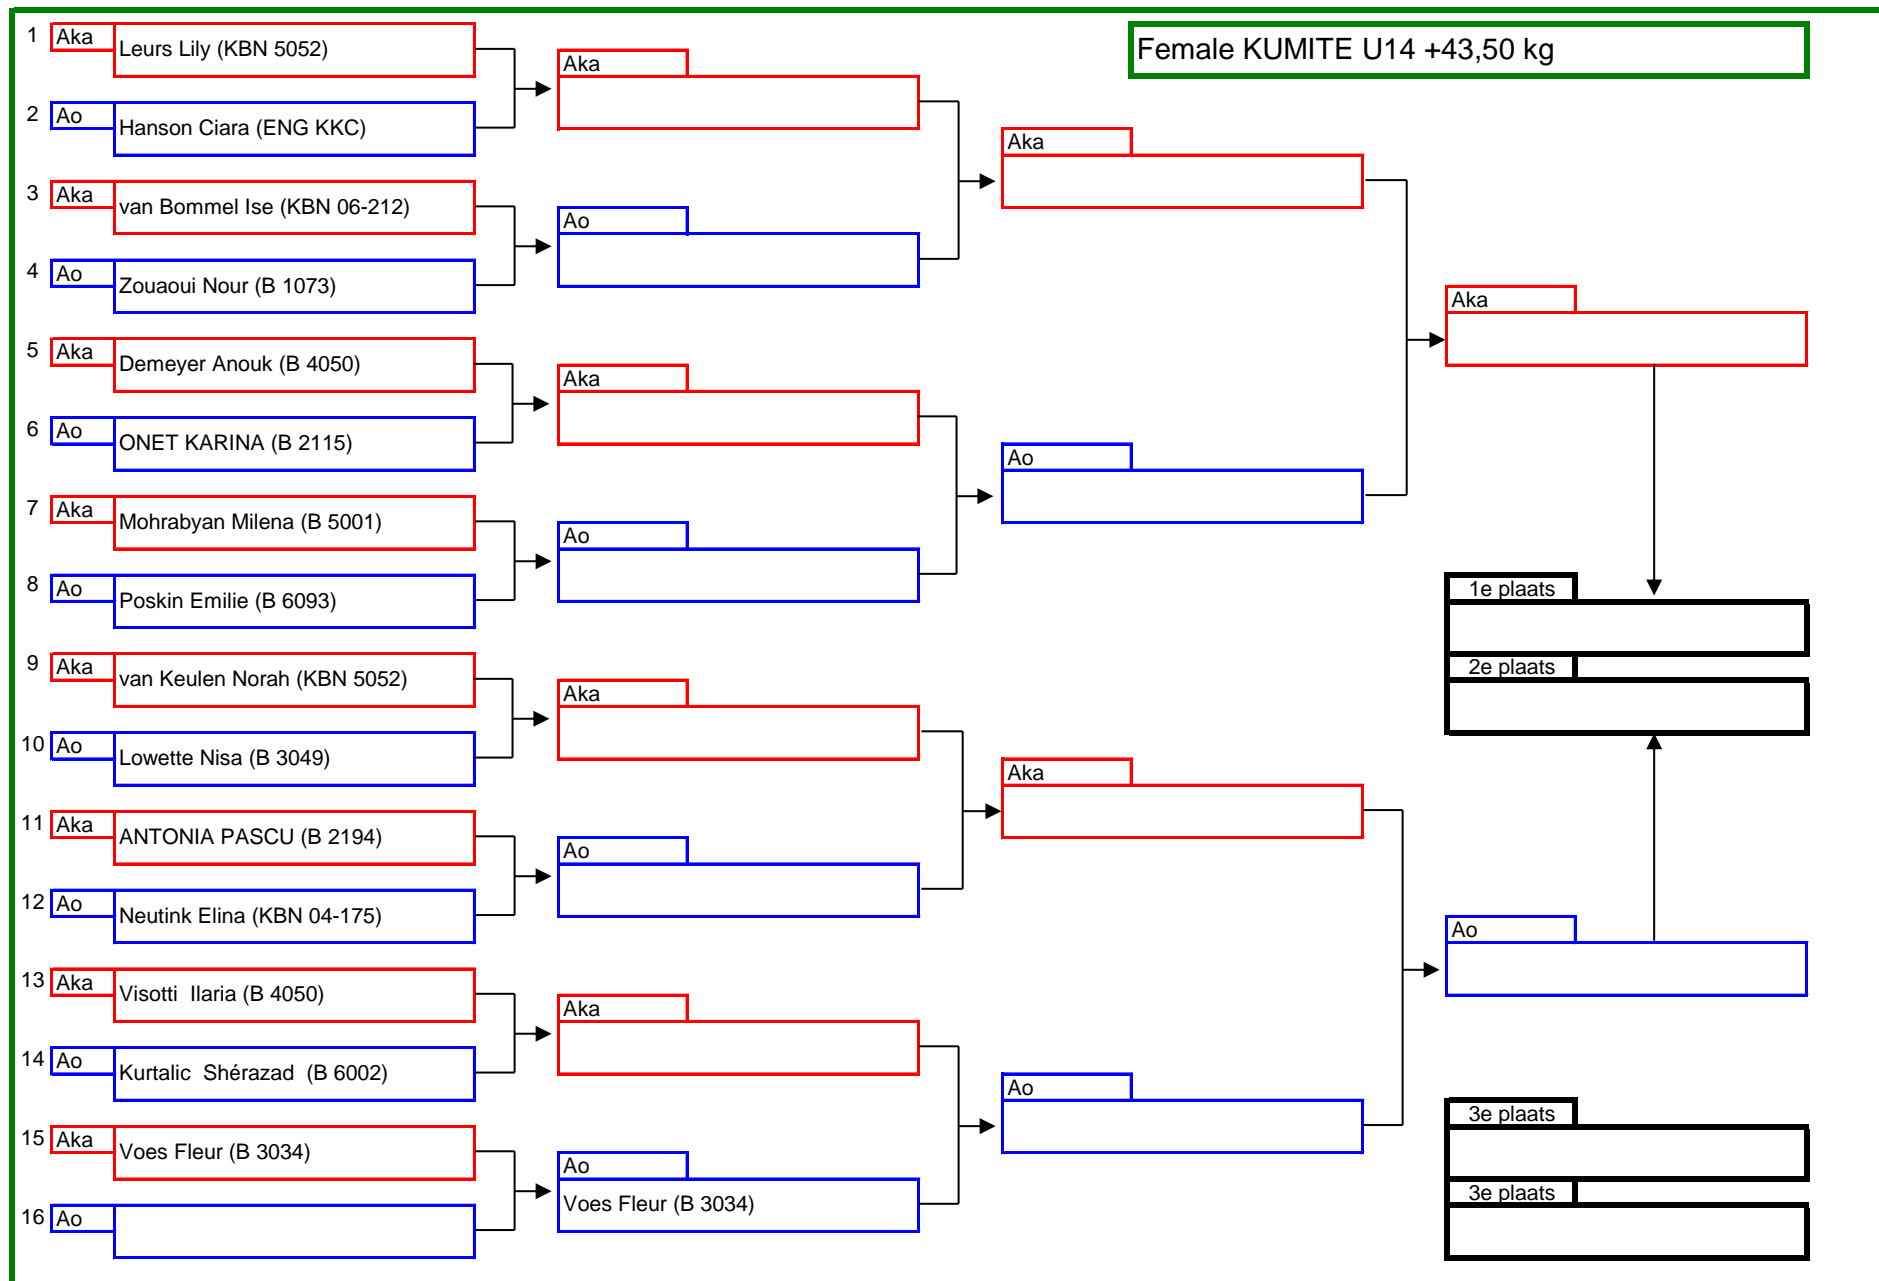 Female KUMITE U14 +43,50 kg
1 Aka
Leurs Lily (KBN 5052)
2 Ao
Hanson Ciara (ENG KKC)
3 Aka
van Bommel Ise (KBN 06-212)
4 Ao
Zouaoui Nour (B 1073)
5 Aka
Demeyer Anouk (B 4050)
6 Ao
ONET KARINA (B 2115)
7 Aka
Mohrabyan Milena (B 5001)
8 Ao
Poskin Emilie (B 6093)
9 Aka
van Keulen Norah (KBN 5052)
10 Ao
Lowette Nisa (B 3049)
11 Aka
ANTONIA PASCU (B 2194)
12 Ao
Neutink Elina (KBN 04-175)
13 Aka
Visotti  Ilaria (B 4050)
14 Ao
Kurtalic  Shérazad  (B 6002)
15 Aka
Voes Fleur (B 3034)
16 Ao
Aka
Ao
Aka
Ao
Aka
Ao
Aka
Ao
Voes Fleur (B 3034)
Aka
Ao
Aka
Ao
Aka
1e plaats
2e plaats
Ao
3e plaats
3e plaats